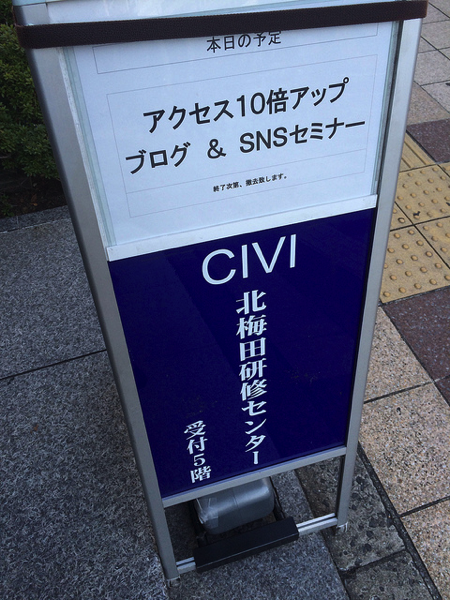 本日の予定
アクセス10倍アップ
ブログ & SNSセミナー
終了次第、撤去致します。
CIVI
北梅田研修センター
受付5階